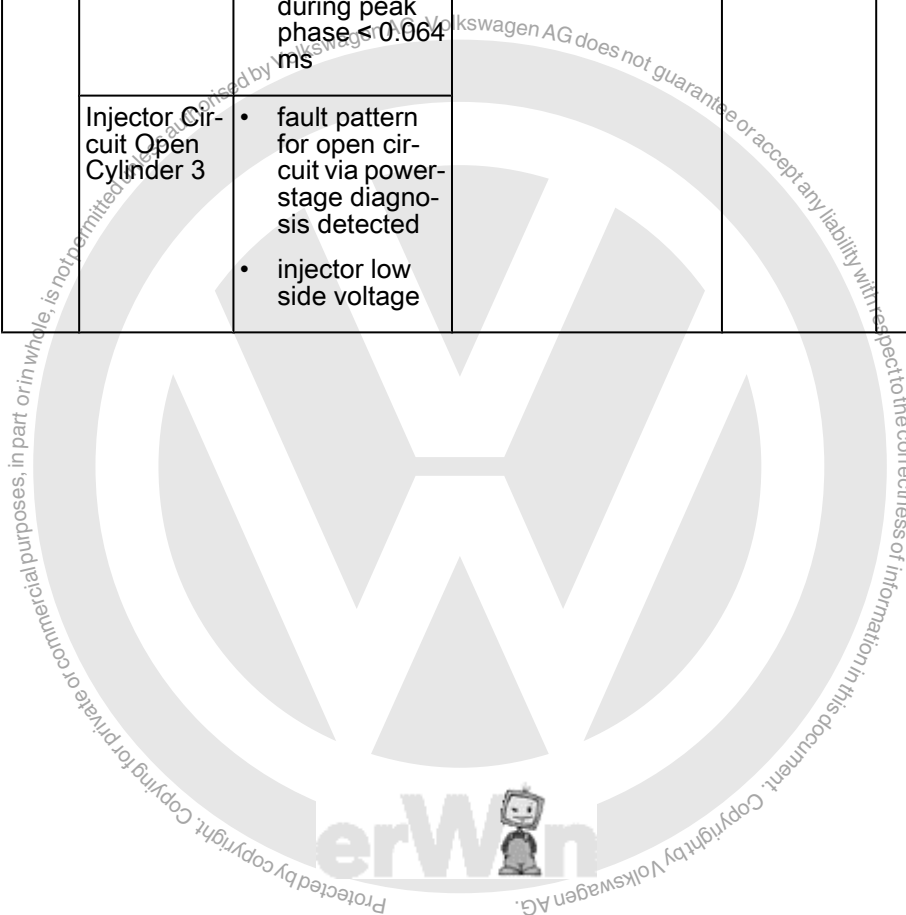 during peak
phase < 0.064
ms
Injector Cir-
cuit Open
Cylinder 3
• fault pattern
for open cir-
cuit via power-
stage diagno-
sis detected
• injector low
side voltage
Protected by copyright. Copying for private or commercial purposes, in part or in whole, is not permitted unless authorised by Volkswagen AG. Volkswagen AG does not guarantee or accept any liability with respect to the correctness of information in this document. Copyright by Volkswagen AG.
erWin